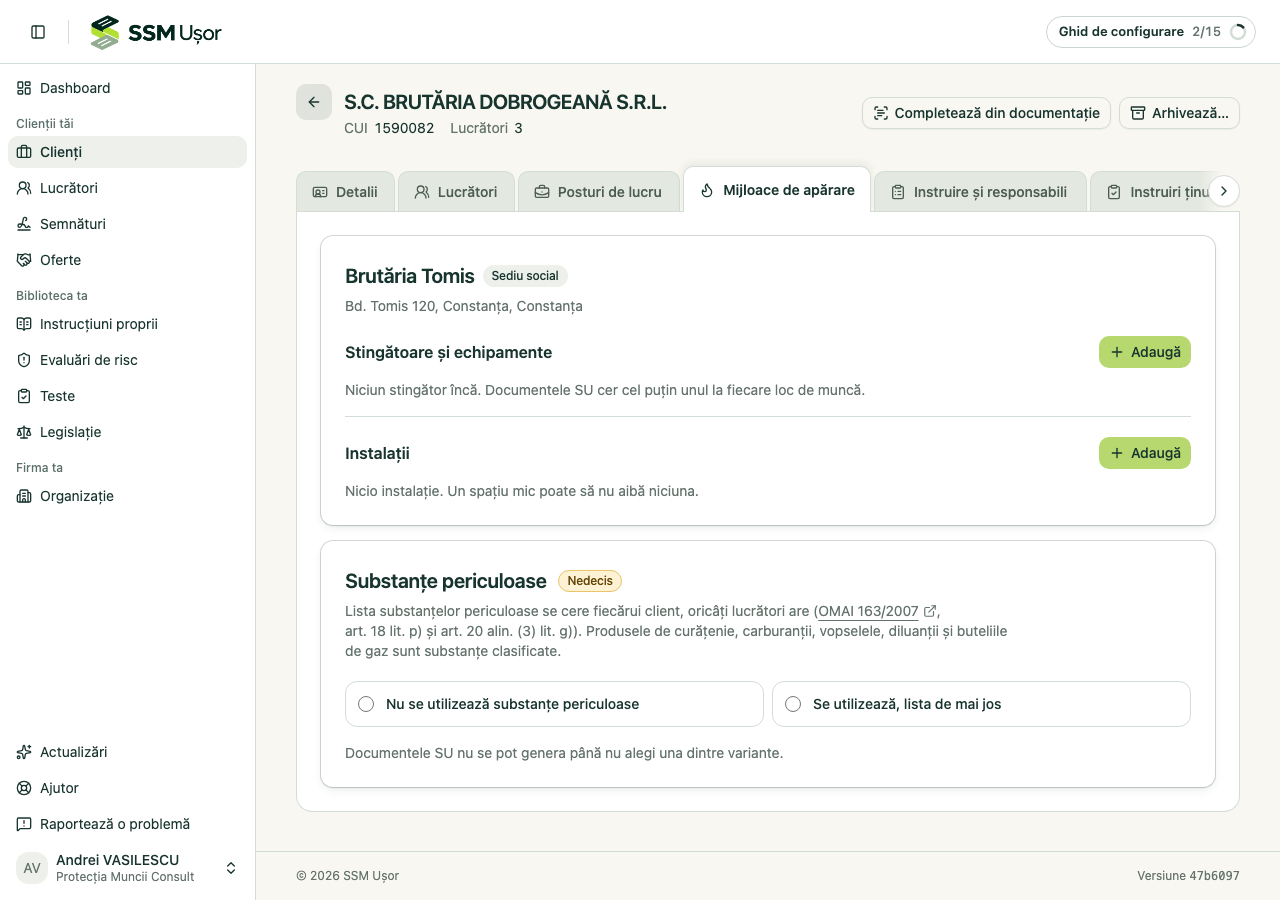 SSM Ușor
Ghid de configurare 2/15
Dashboard
Clienții tăi
Clienți
Lucrători
Semnături
Oferte
Biblioteca ta
Instrucțiuni proprii
Evaluări de risc
Teste
Legislație
Firma ta
Organizație
Actualizări
Ajutor
Raportează o problemă
AV
Andrei VASILESCU
Protecția Muncii Consult
S.C. BRUTĂRIA DOBROGEANĂ S.R.L.
CUI 1590082 Lucrători 3
Completează din documentație
Arhivează...
Detalii
Lucrători
Posturi de lucru
Mijloace de apărare
Instruire și responsabili
Instruiri ținu
Brutăria Tomis
Sediu social
Bd. Tomis 120, Constanța, Constanța
Stingătoare și echipamente
Adaugă
Niciun stingător încă. Documentele SU cer cel puțin unul la fiecare loc de muncă.
Instalații
Adaugă
Nicio instalație. Un spațiu mic poate să nu aibă niciuna.
Substanțe periculoase
Nedecis
Lista substanțelor periculoase se cere fiecărui client, oricâți lucrători are (OMAI 163/2007,
art. 18 lit. p) și art. 20 alin. (3) lit. g)). Produsele de curățenie, carburanții, vopselele, diluanții și buteliile
de gaz sunt substanțe clasificate.
Nu se utilizează substanțe periculoase
Se utilizează, lista de mai jos
Documentele SU nu se pot genera până nu alegi una dintre variante.
© 2026 SSM Ușor
Versiune 47b6097